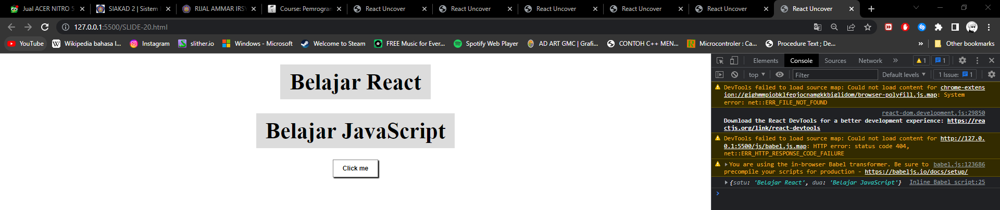 Jual ACER NITRO 5
SIAKAD 2 | Sistem
RIJAL AMMAR IRSY
Course: Pemrogran
React Uncover
React Uncover
React Uncover
React Uncover
React Uncover
React Uncover
127.0.0.1:5500/SLIDE-20.html
YouTube
Wikipedia bahasa I...
Instagram
slither.io
Windows - Microsoft
Welcome to Steam
FREE Music for Ever...
Spotify Web Player
AD ART GMC | Grafi...
CONTOH C++ MEN...
Microcontroler : Ca...
Procedure Text ; De...
»
Other bookmarks
Belajar React
Belajar JavaScript
Click me
Elements Console Sources Network » 1 1
top Filter Default levels 1 Issue: 1
DevTools failed to load source map: Could not load content for chrome-extens
ion://gighmmpiobklfepjocnamgkkbiglidom/browser-polyfill.js.map: System
error: net::ERR_FILE_NOT_FOUND
react-dom.development.js:29850
Download the React DevTools for a better development experience: https://rea
ctjs.org/link/react-devtools
DevTools failed to load source map: Could not load content for http://127.0.
0.1:5500/js/babel.js.map: HTTP error: status code 404,
net::ERR_HTTP_RESPONSE_CODE_FAILURE
You are using the in-browser Babel transformer. Be sure to babel.js:123686
precompile your scripts for production - https://babeljs.io/docs/setup/
{satu: 'Belajar React', dua: 'Belajar JavaScript'} Inline Babel script:25